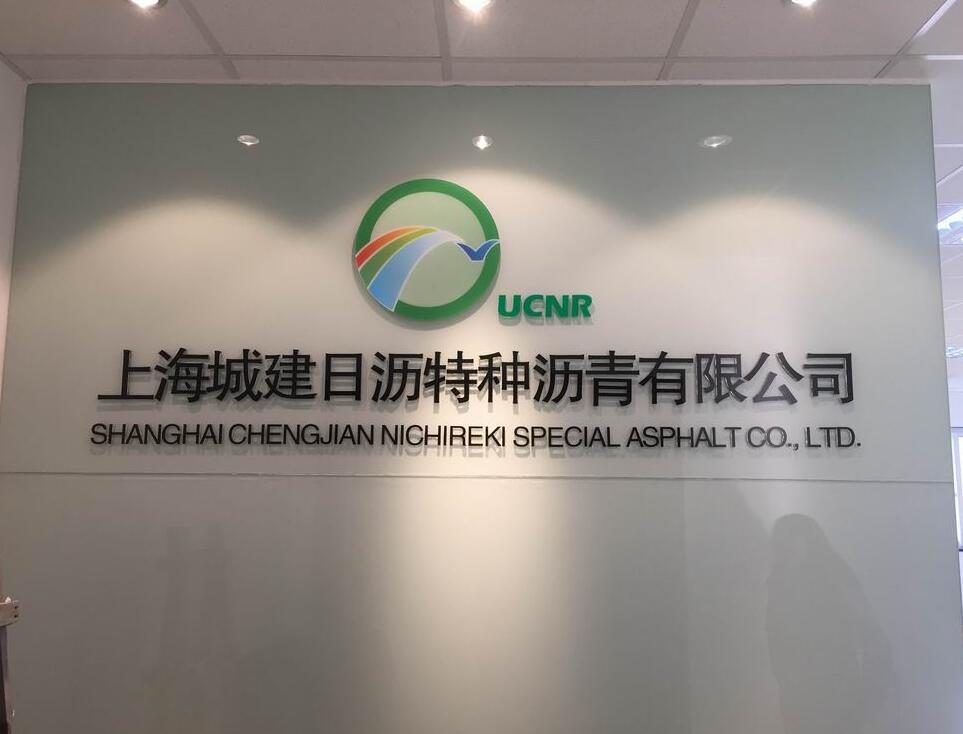 UCNR
上海城建日沥特种沥青有限公司
SHANGHAI CHENGJIAN NICHIREKI SPECIAL ASPHALT CO., LTD.